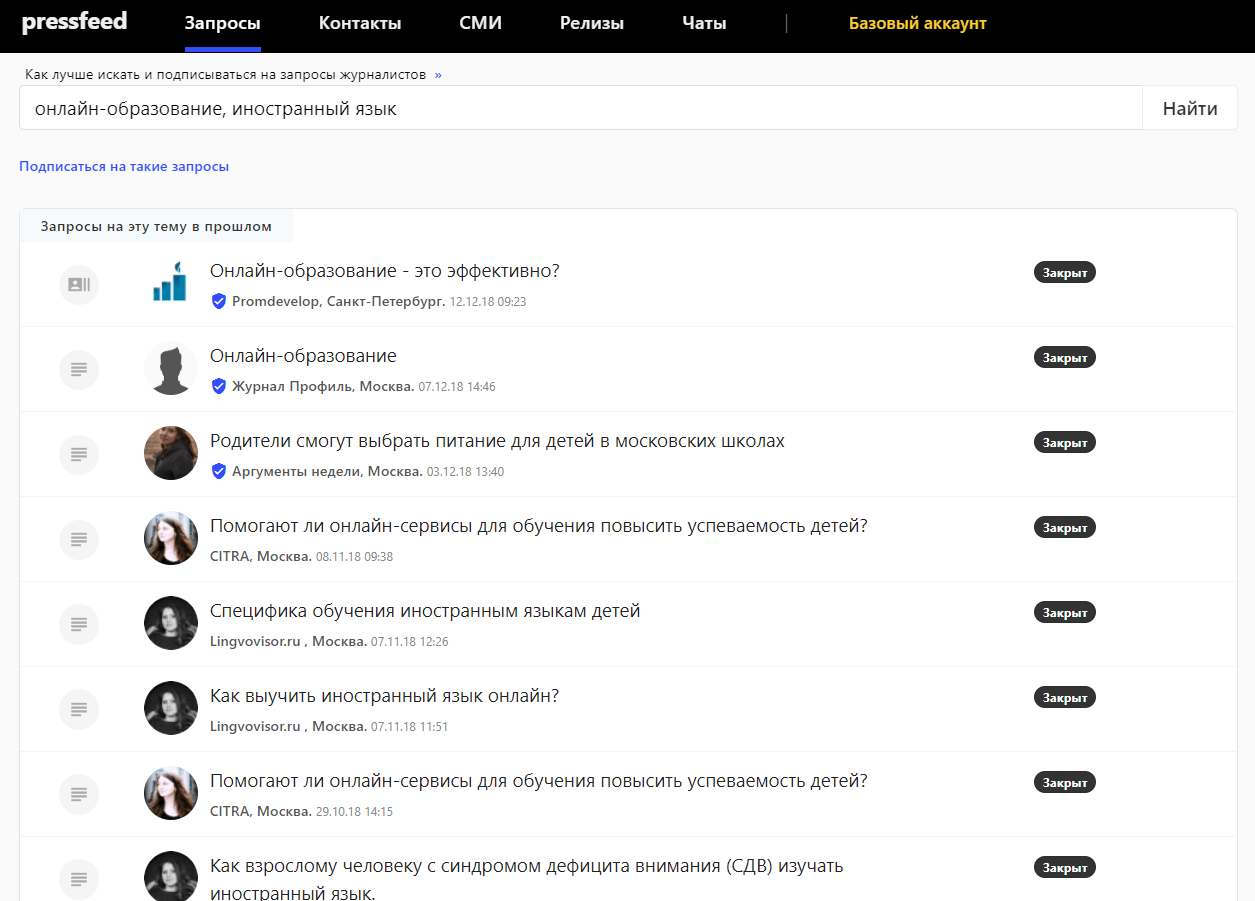 pressfeed Запросы Контакты СМИ Релизы Чаты | Базовый аккаунт
Как лучше искать и подписываться на запросы журналистов »
онлайн-образование, иностранный язык Найти
Подписаться на такие запросы
Запросы на эту тему в прошлом
Онлайн-образование - это эффективно? Закрыт
Promdevelop, Санкт-Петербург. 12.12.18 09:23
Онлайн-образование Закрыт
Журнал Профиль, Москва. 07.12.18 14:46
Родители смогут выбрать питание для детей в московских школах Закрыт
Аргументы недели, Москва. 03.12.18 13:40
Помогают ли онлайн-сервисы для обучения повысить успеваемость детей? Закрыт
CITRA, Москва. 08.11.18 09:38
Специфика обучения иностранным языкам детей Закрыт
Lingvovisor.ru , Москва. 07.11.18 12:26
Как выучить иностранный язык онлайн? Закрыт
Lingvovisor.ru , Москва. 07.11.18 11:51
Помогают ли онлайн-сервисы для обучения повысить успеваемость детей? Закрыт
CITRA, Москва. 29.10.18 14:15
Как взрослому человеку с синдромом дефицита внимания (СДВ) изучать Закрыт
иностранный язык.